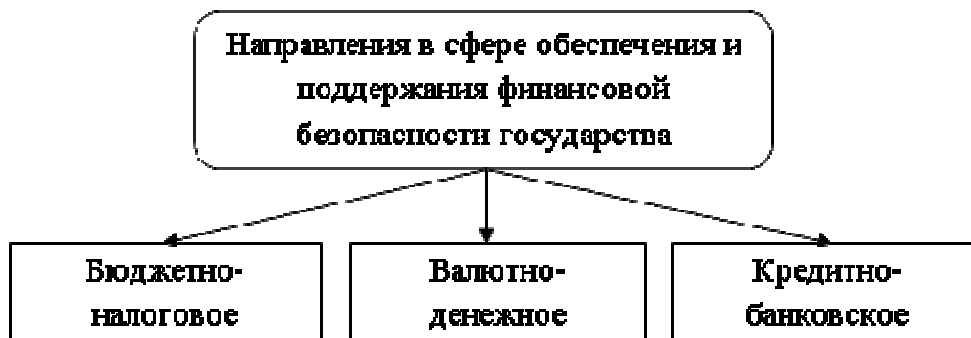 Направления в сфере обеспечения и
поддержания финансовой
безопасности государства
Бюджетно-
налоговое
Валютно-
денежное
Кредитно-
банковское